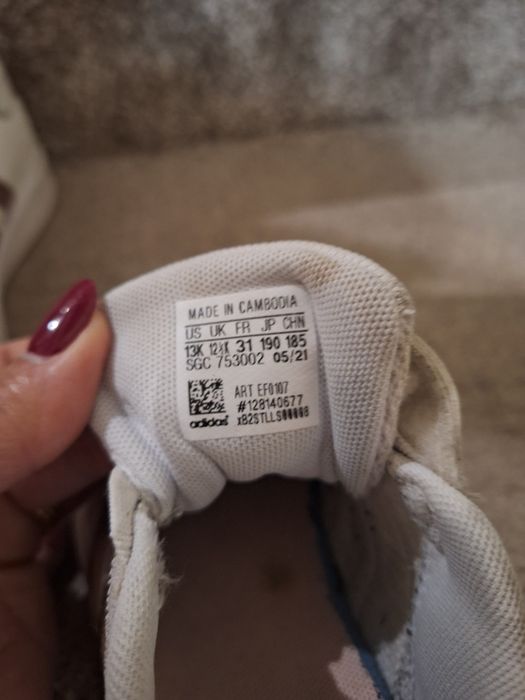 MADE IN CAMBODIA
US UK FR JP CHN
13K 12½K 31 190 185
SGC 753002 05/21
ART EF0107
#128140677
adidas xB2STLLS00008